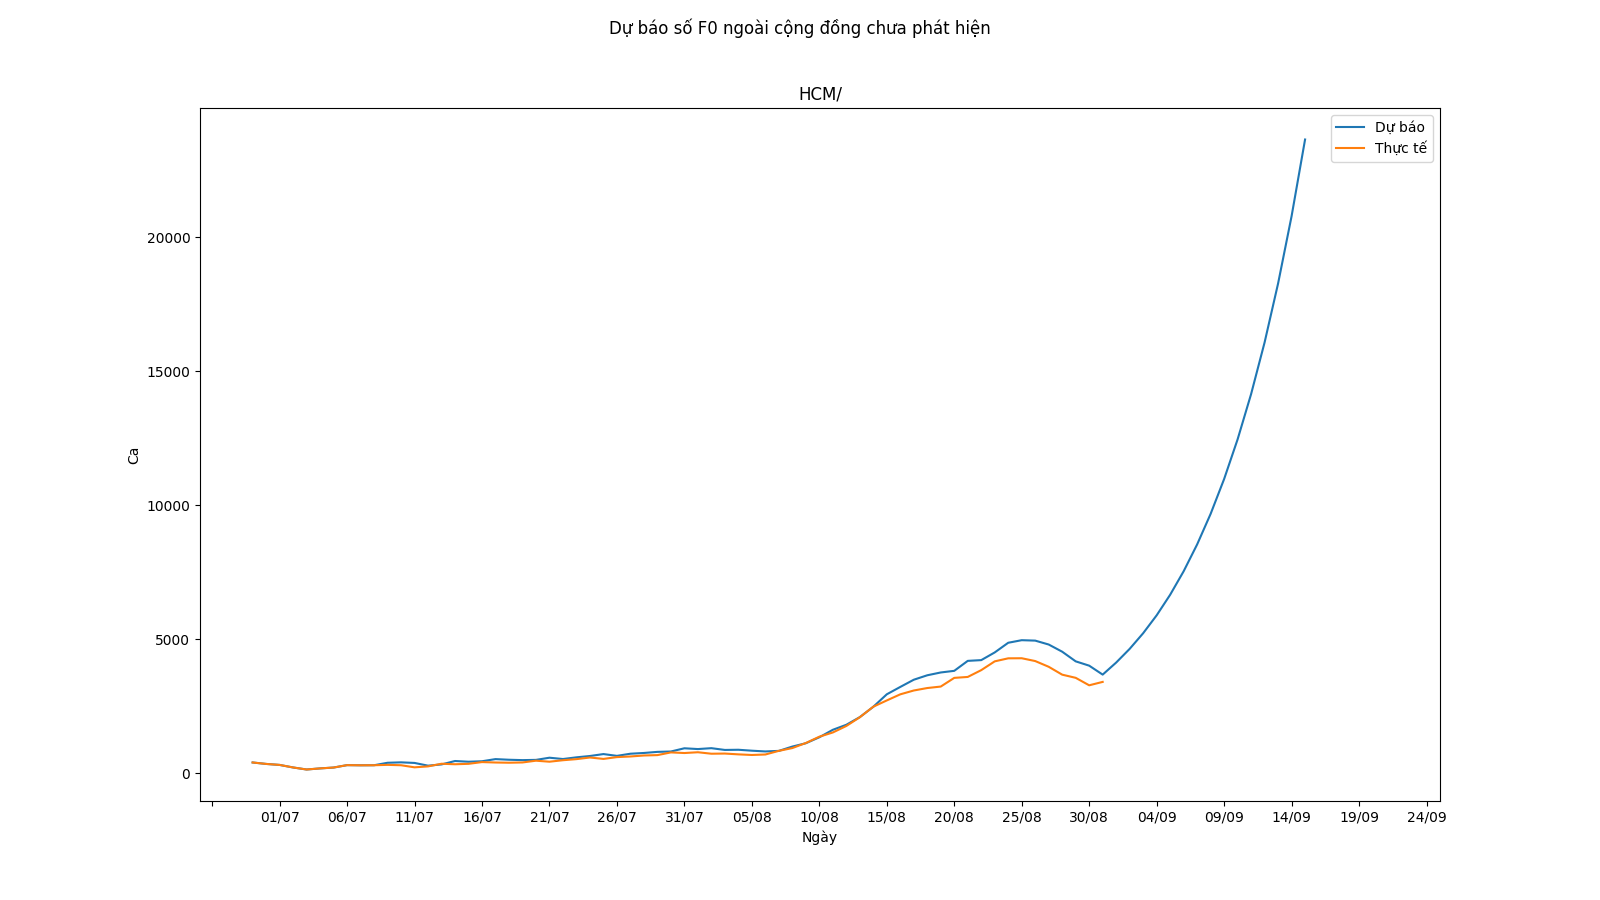 Dự báo số F0 ngoài cộng đồng chưa phát hiện
HCM/
Dự báo
Thực tế
20000
15000
10000
5000
0
Ca
01/07 06/07 11/07 16/07 21/07 26/07 31/07 05/08 10/08 15/08 20/08 25/08 30/08 04/09 09/09 14/09 19/09 24/09
Ngày